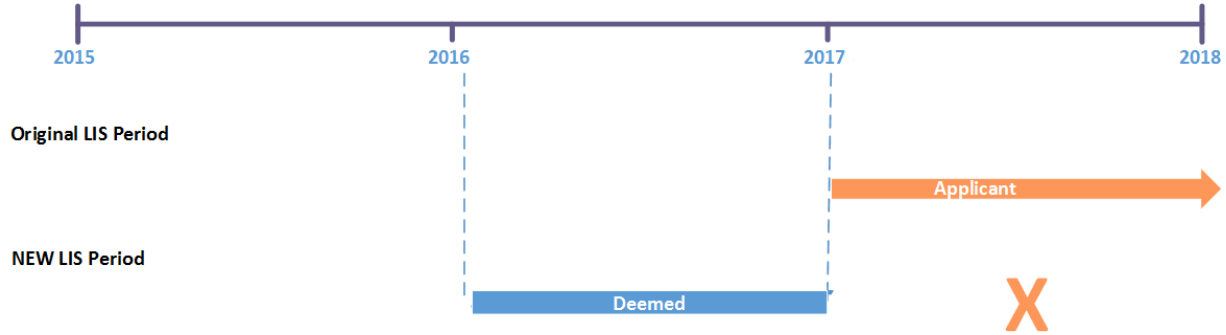 2015 2016 2017 2018
Original LIS Period
Applicant
NEW LIS Period
Deemed
X